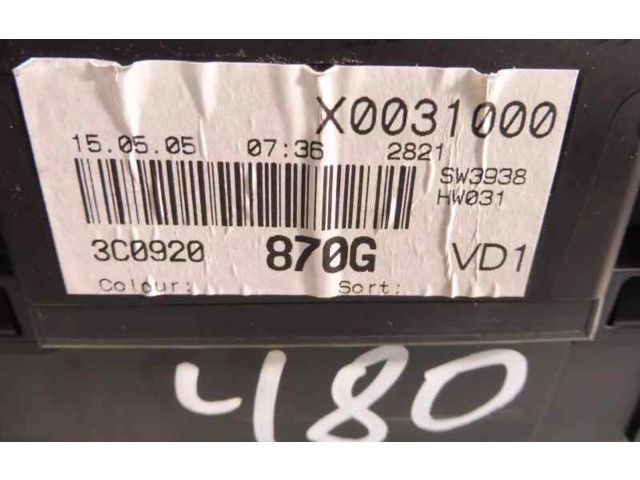 X0031000
15.05.05 07:36 2821
SW3938
HW031
3C0920 870G VD1
Colour: Sort:
480